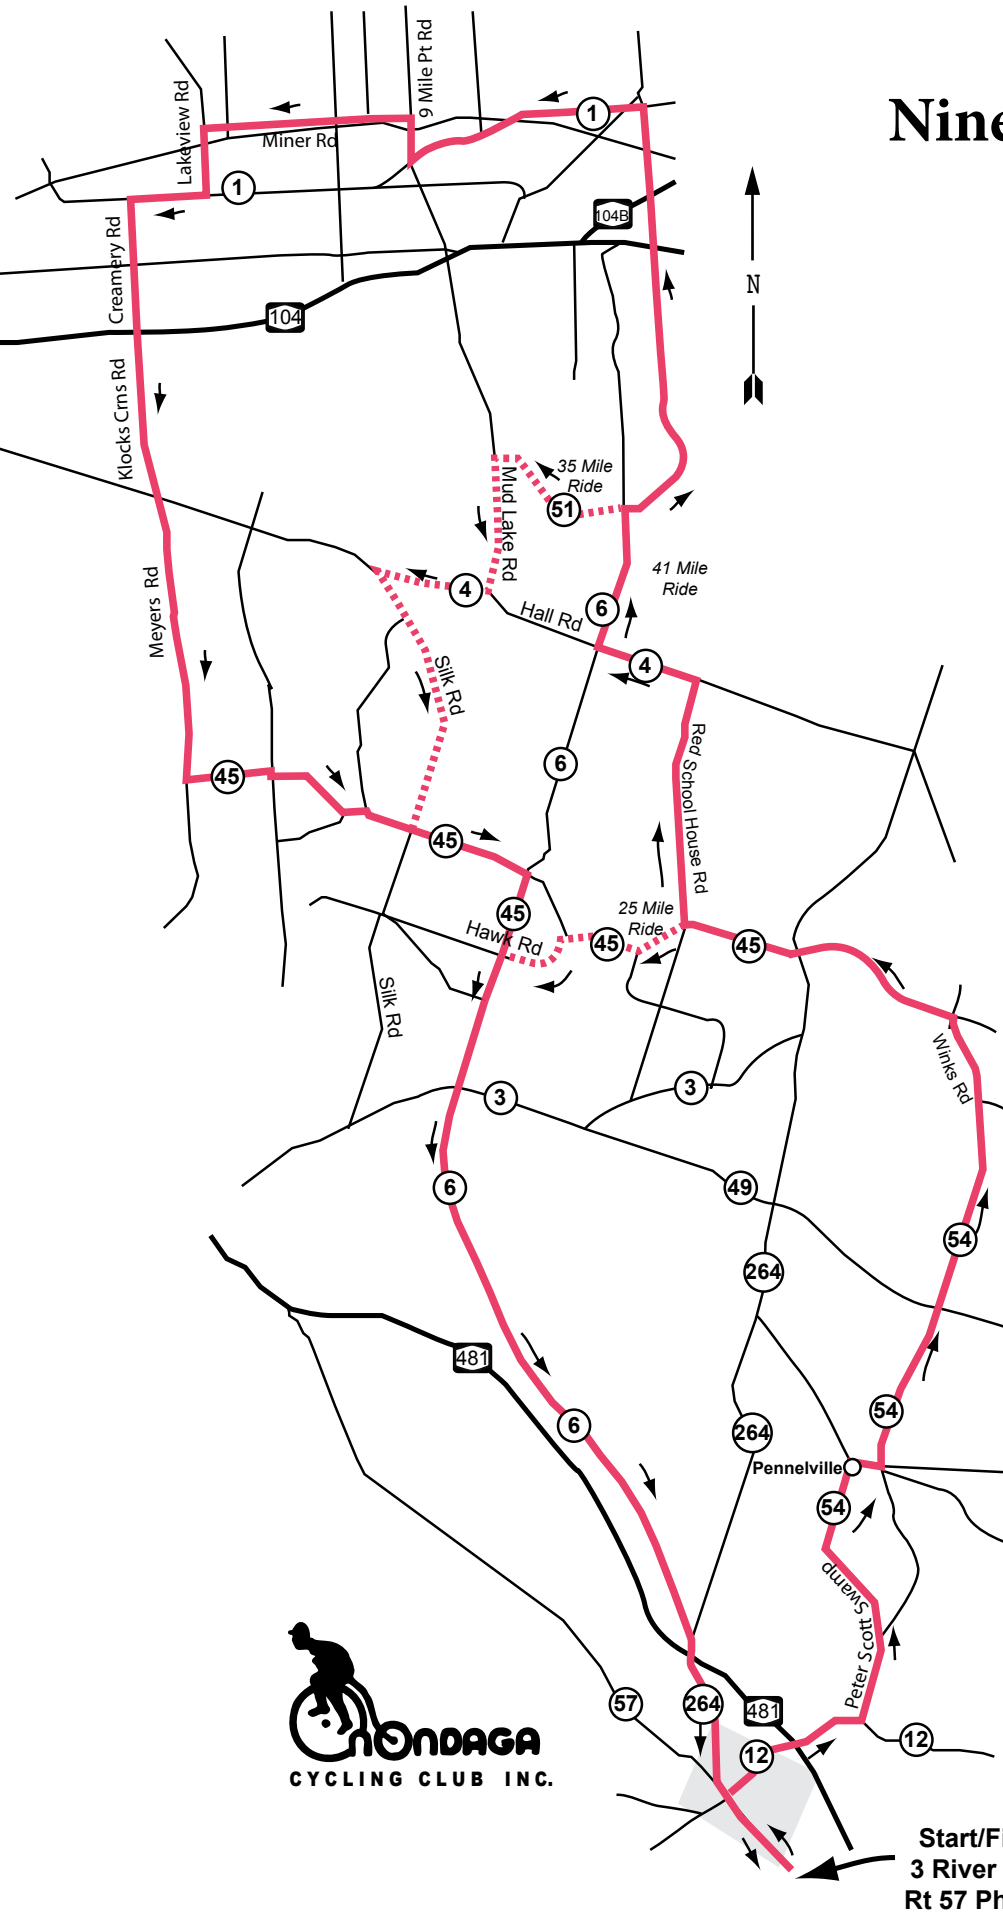 Nine
9 Mile Pt Rd
Lakeview Rd
Miner Rd
1
1
104B
N
Creamery Rd
104
Klocks Crns Rd
35 Mile
Ride
51
Mud Lake Rd
41 Mile
Ride
4
6
Hall Rd
Meyers Rd
4
Silk Rd
Red School House Rd
6
45
45
25 Mile
Ride
45
Hawk Rd
45
45
Silk Rd
Winks Rd
3
3
6
49
54
264
481
6
54
264
Pennelville
54
Peter Scott Swamp
57
264
481
12
12
ONONDAGA
CYCLING CLUB INC.
Start/Fi
3 River
Rt 57 Ph